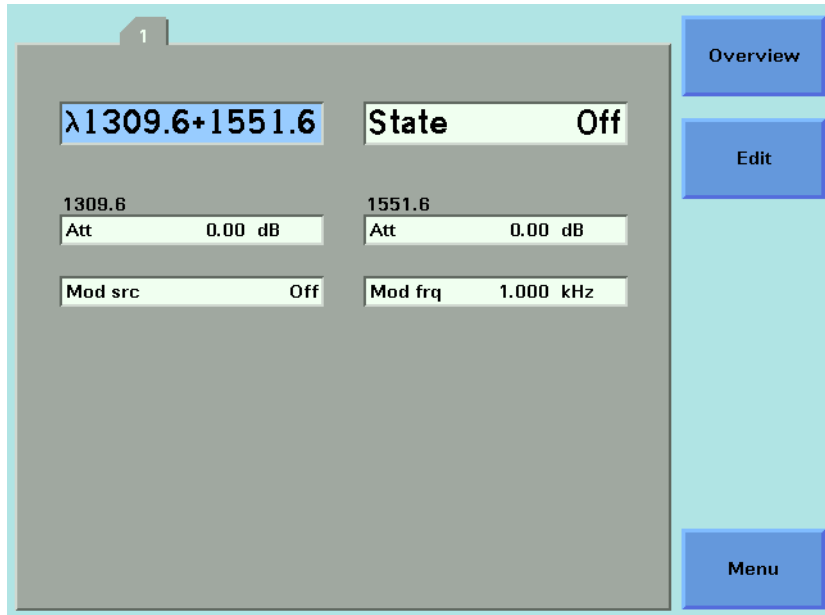 1
Overview
λ1309.6+1551.6
State Off
Edit
1309.6
1551.6
Att 0.00 dB
Att 0.00 dB
Mod src Off
Mod frq 1.000 kHz
Menu